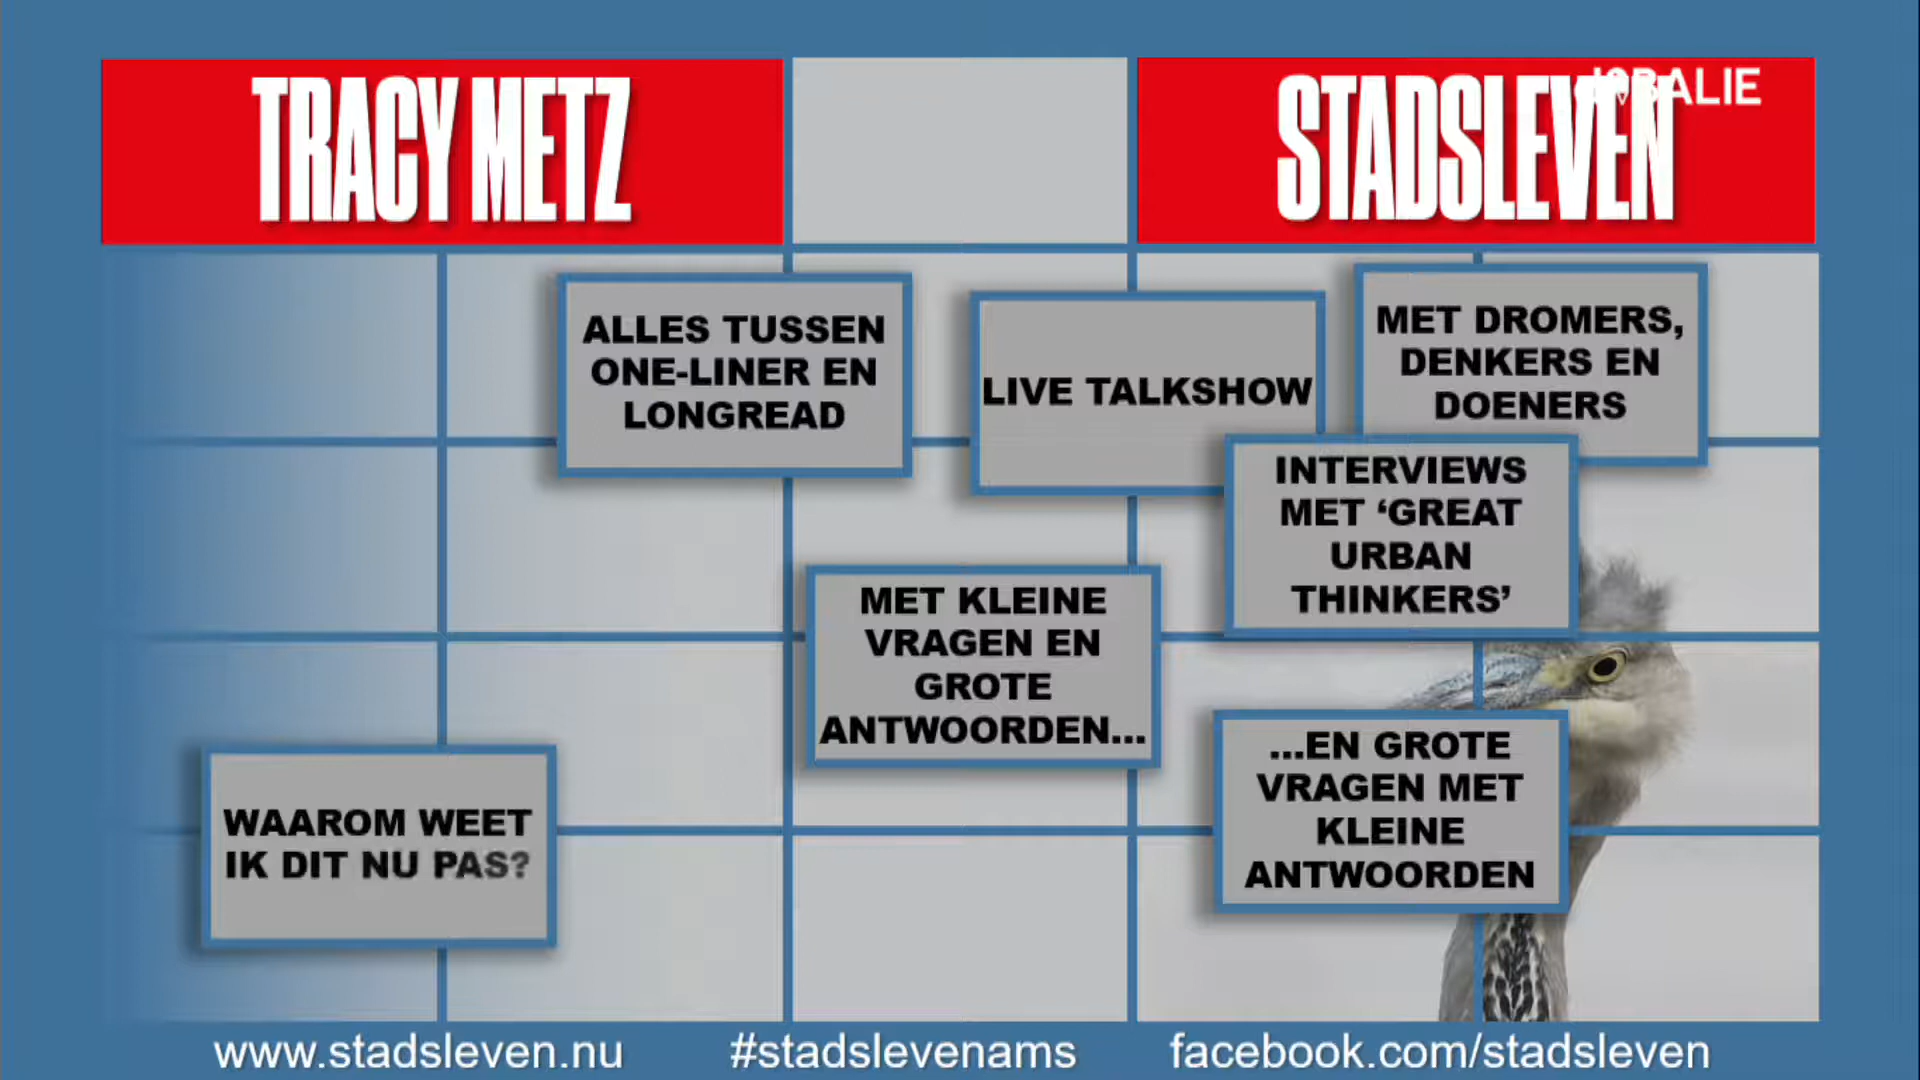 TRACY METZ
STADSLEVEN
BALIE
ALLES TUSSEN
ONE-LINER EN
LONGREAD
LIVE TALKSHOW
MET DROMERS,
DENKERS EN
DOENERS
INTERVIEWS
MET ‘GREAT
URBAN
THINKERS’
MET KLEINE
VRAGEN EN
GROTE
ANTWOORDEN...
...EN GROTE
VRAGEN MET
KLEINE
ANTWOORDEN
WAAROM WEET
IK DIT NU PAS?
www.stadsleven.nu
#stadslevenams
facebook.com/stadsleven